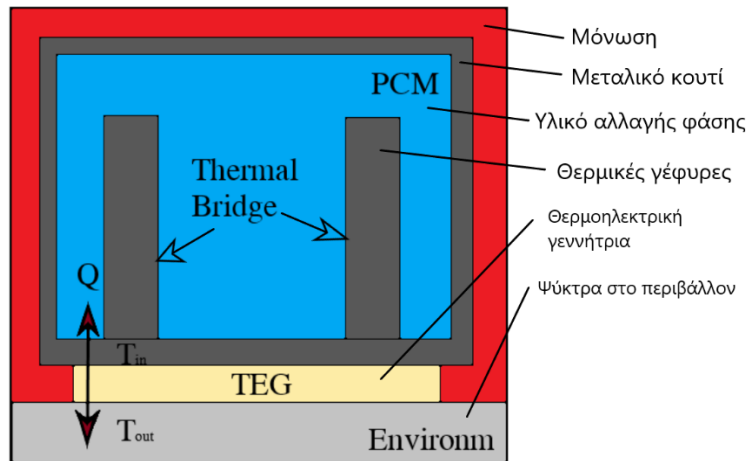 Μόνωση
Μεταλικό κουτί
PCM
Υλικό αλλαγής φάσης
Thermal
Bridge
Θερμικές γέφυρες
Θερμοηλεκτρική
γεννήτρια
Q
Ψύκτρα στο περιβάλλον
Tin
TEG
Tout
Environm